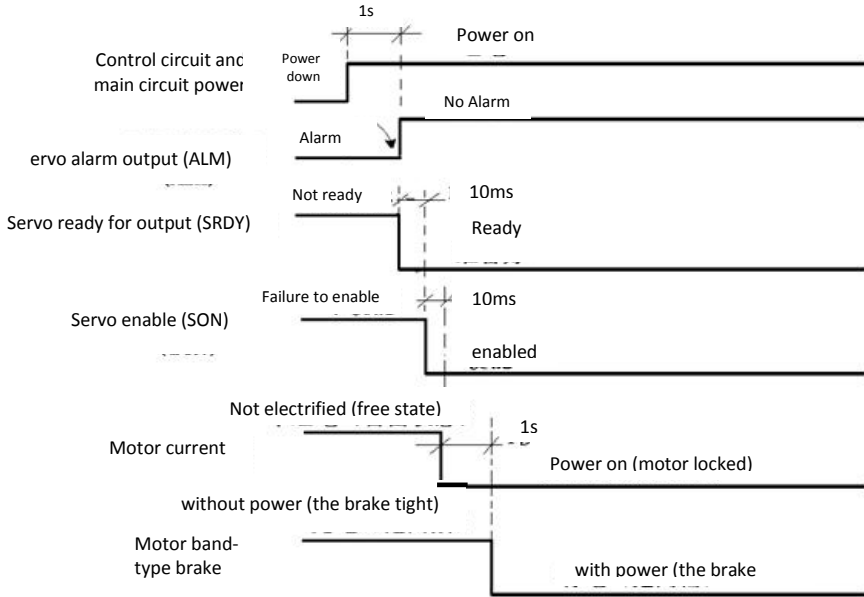 1s
Power on
Control circuit and
main circuit power
Power
down
No Alarm
Alarm
ervo alarm output (ALM)
Not ready
10ms
Servo ready for output (SRDY)
Ready
Failure to enable
10ms
Servo enable (SON)
enabled
Not electrified (free state)
1s
Motor current
Power on (motor locked)
without power (the brake tight)
Motor band-
type brake
with power (the brake